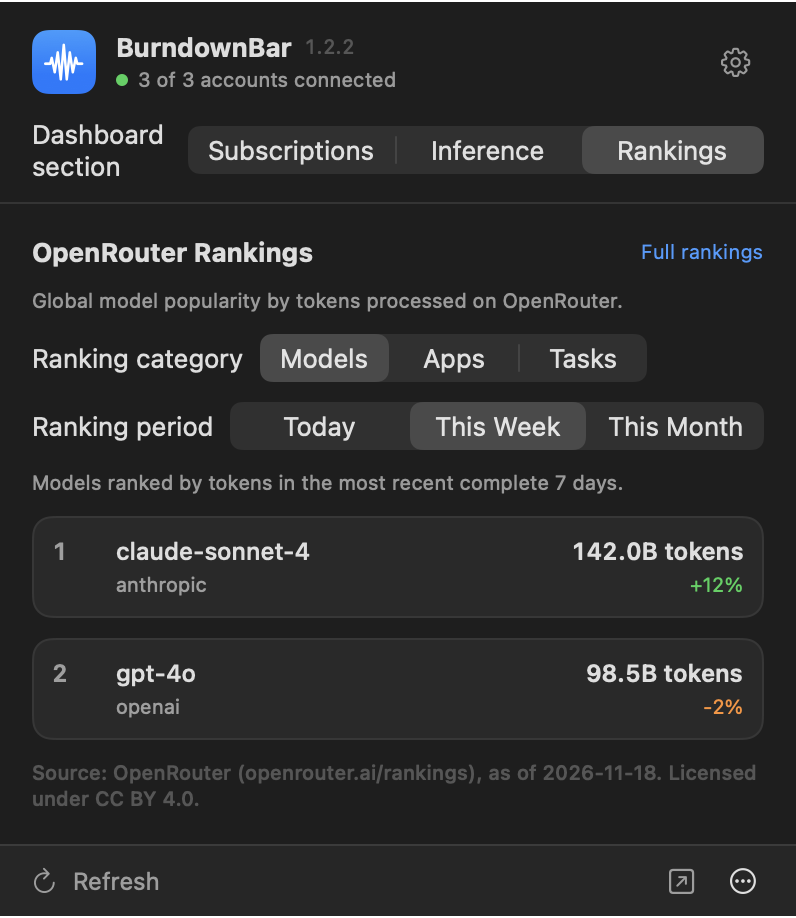 BurndownBar 1.2.2
3 of 3 accounts connected
Dashboard section
Subscriptions Inference Rankings
OpenRouter Rankings Full rankings
Global model popularity by tokens processed on OpenRouter.
Ranking category Models Apps Tasks
Ranking period Today This Week This Month
Models ranked by tokens in the most recent complete 7 days.
1 claude-sonnet-4 142.0B tokens
anthropic +12%
2 gpt-4o 98.5B tokens
openai -2%
Source: OpenRouter (openrouter.ai/rankings), as of 2026-11-18. Licensed
under CC BY 4.0.
Refresh